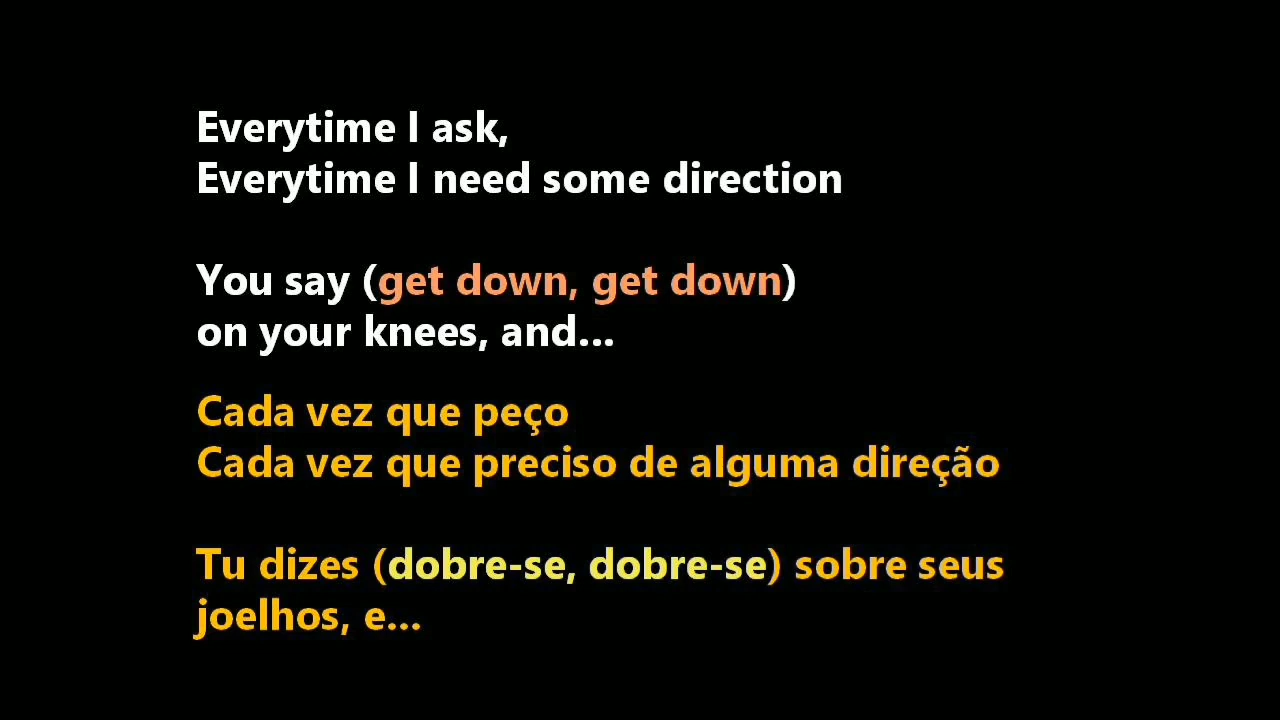 Everytime I ask,
Everytime I need some direction
You say (get down, get down)
on your knees, and...
Cada vez que peço
Cada vez que preciso de alguma direção
Tu dizes (dobre-se, dobre-se) sobre seus
joelhos, e...